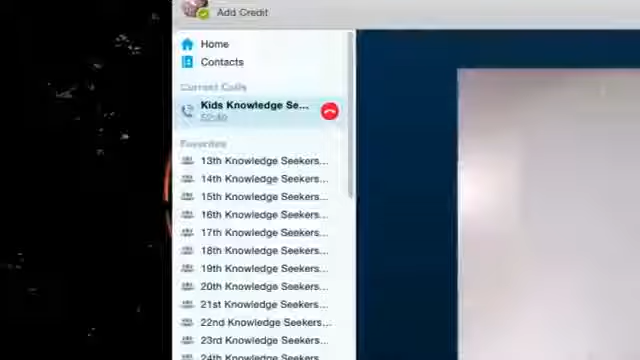 Add Credit
Home
Contacts
Current Calls
Kids Knowledge Se...
52:49
Favorites
13th Knowledge Seekers...
14th Knowledge Seekers...
15th Knowledge Seekers...
16th Knowledge Seekers...
17th Knowledge Seekers...
18th Knowledge Seekers...
19th Knowledge Seekers...
20th Knowledge Seekers...
21st Knowledge Seekers...
22nd Knowledge Seekers...
23rd Knowledge Seekers...
24th Knowledge Seekers...